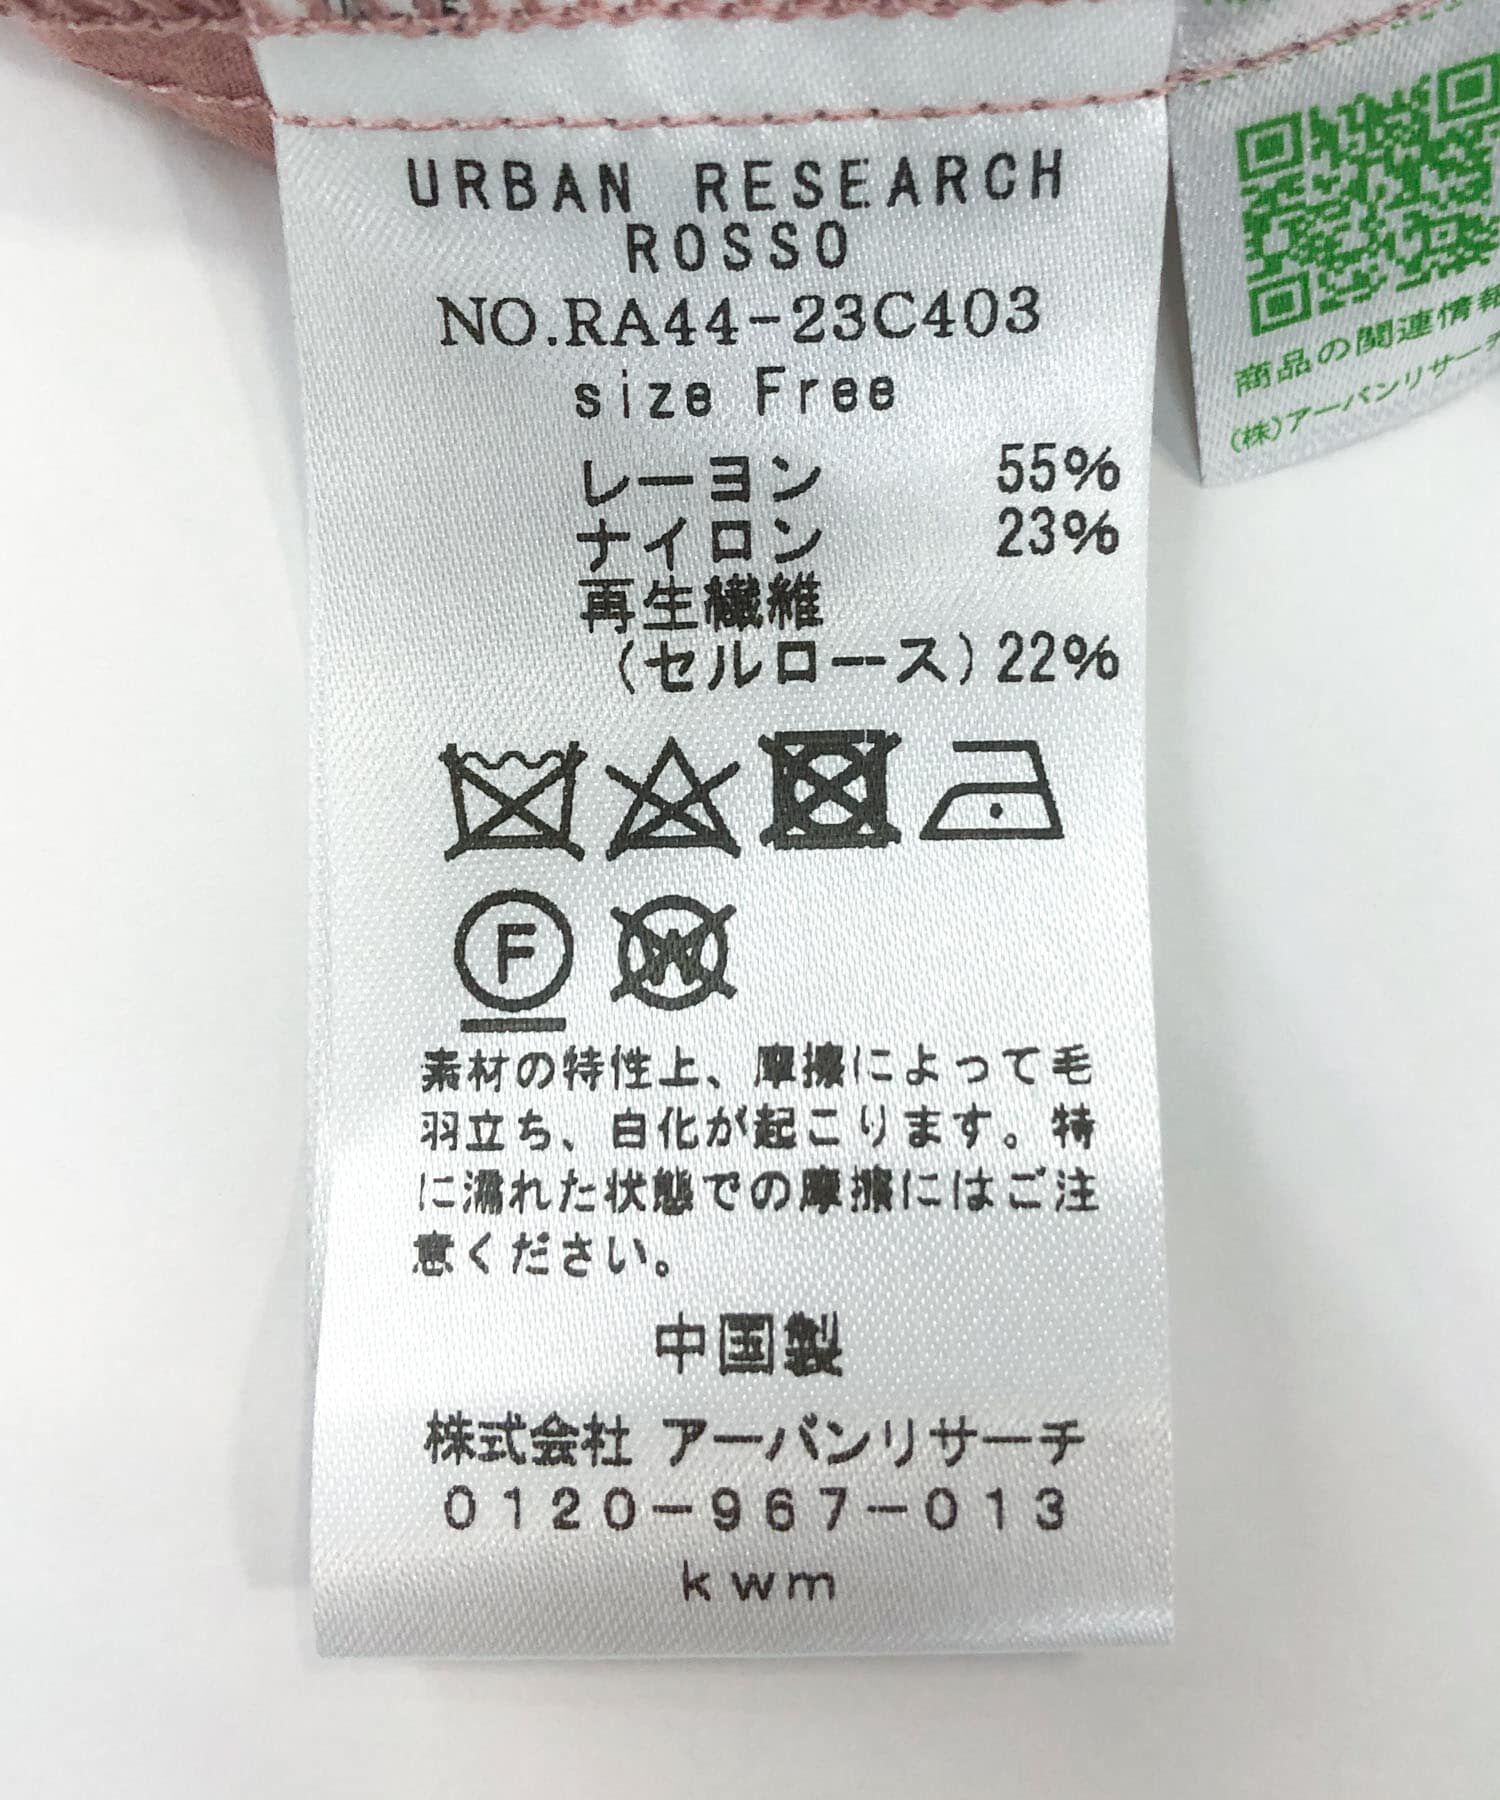 URBAN RESEARCH
ROSSO
NO.RA44-23C403
size Free
レーヨン 55%
ナイロン 23%
再生繊維
(セルロース) 22%
F
W
素材の特性上、摩擦によって毛
羽立ち、白化が起こります。特
に濡れた状態での摩擦にはご注
意ください。
中国製
株式会社 アーバンリサーチ
0120-967-013
kwm
商品の関連情報
(株)アーバンリサーチ